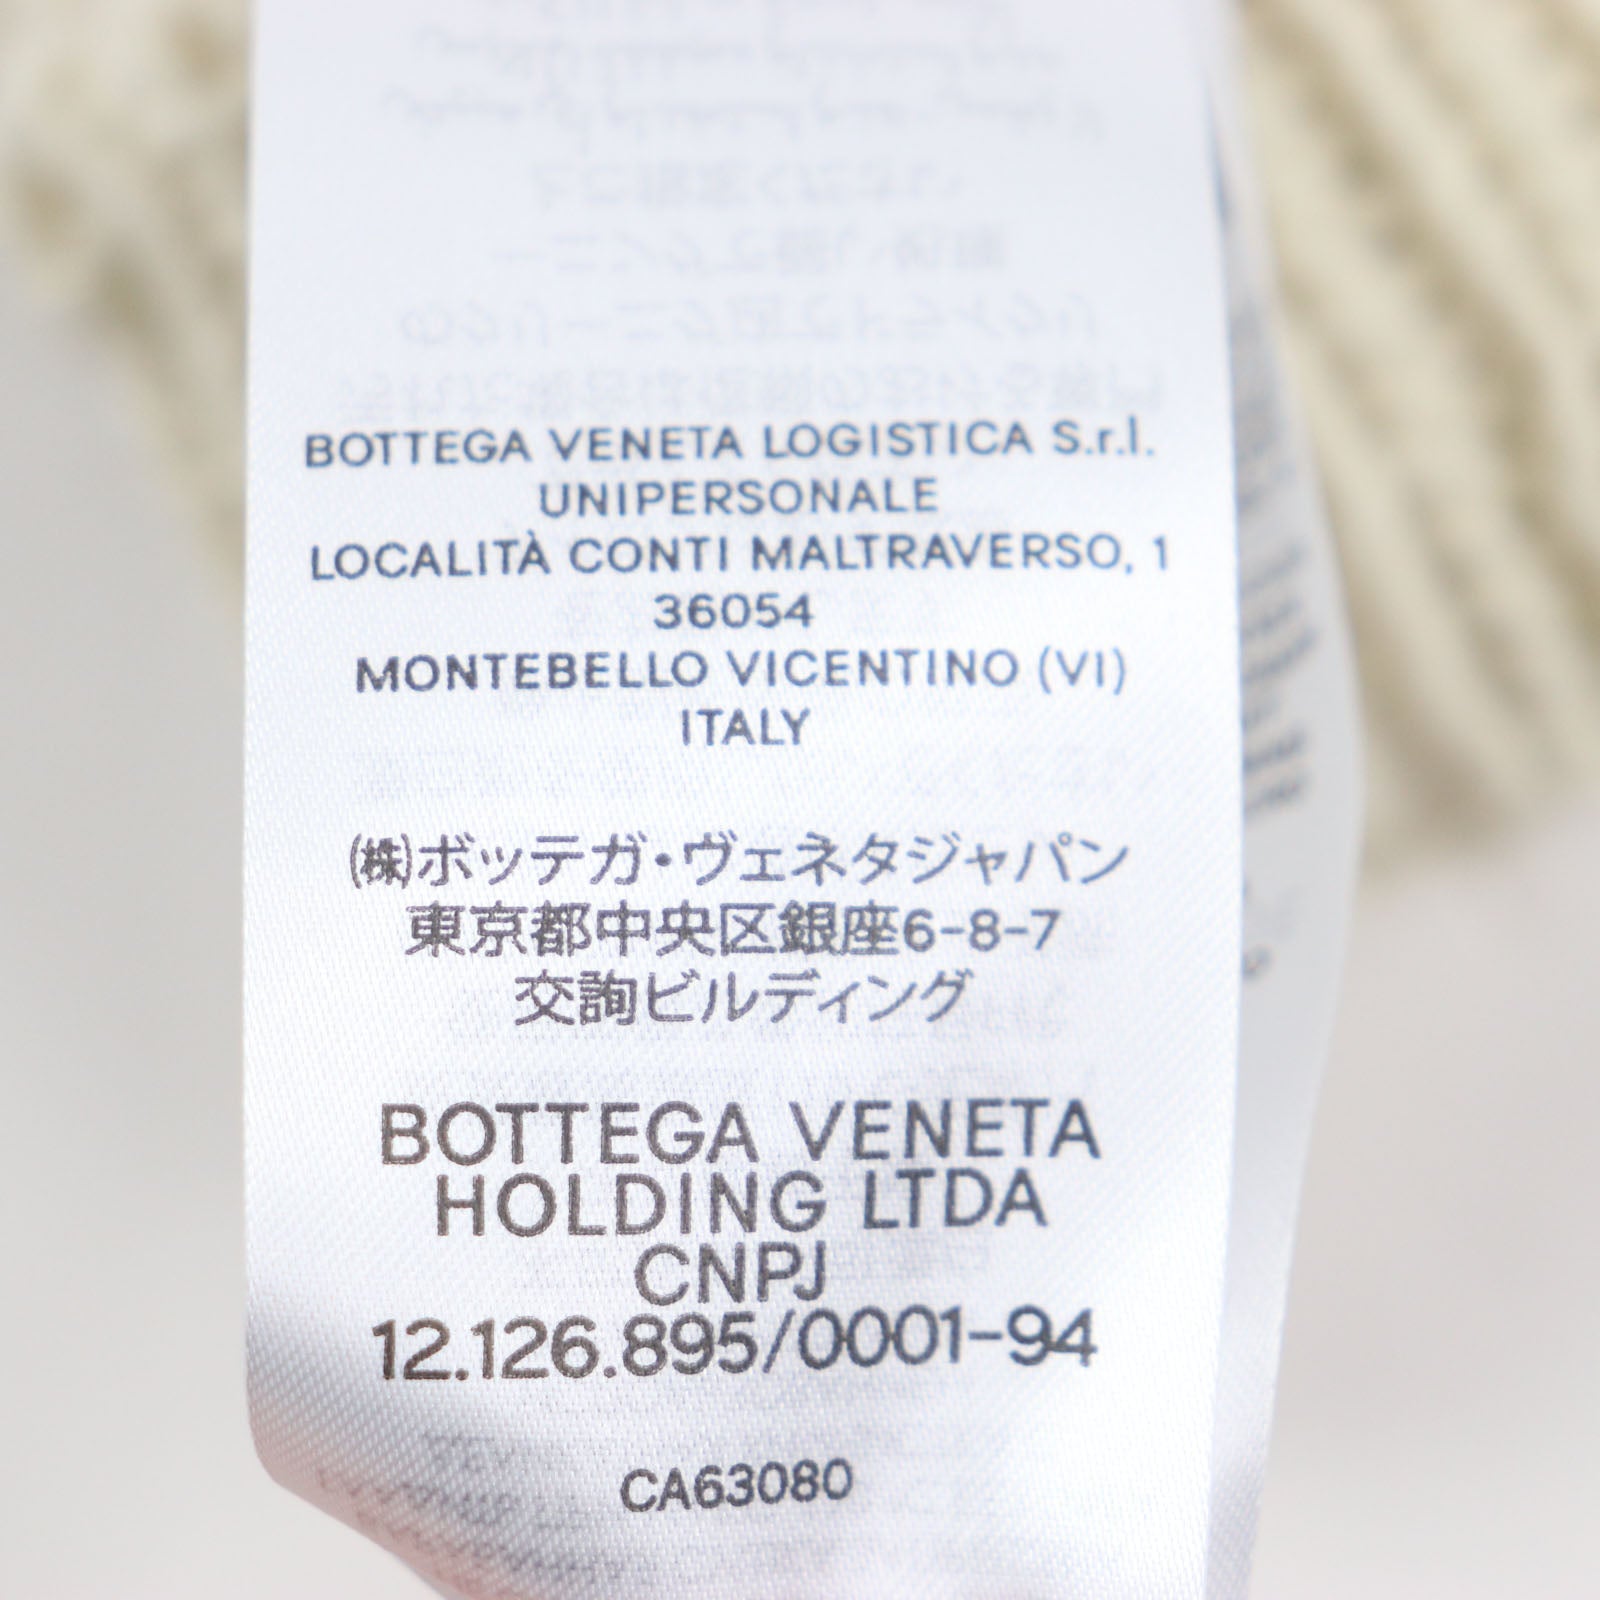 BOTTEGA VENETA LOGISTICA S.r.l.
UNIPERSONALE
LOCALITÀ CONTI MALTRAVERSO, 1
36054
MONTEBELLO VICENTINO (VI)
ITALY
(株)ボッテガ・ヴェネタジャパン
東京都中央区銀座6-8-7
交詢ビルディング
BOTTEGA VENETA
HOLDING LTDA
CNPJ
12.126.895/0001-94
CA63080